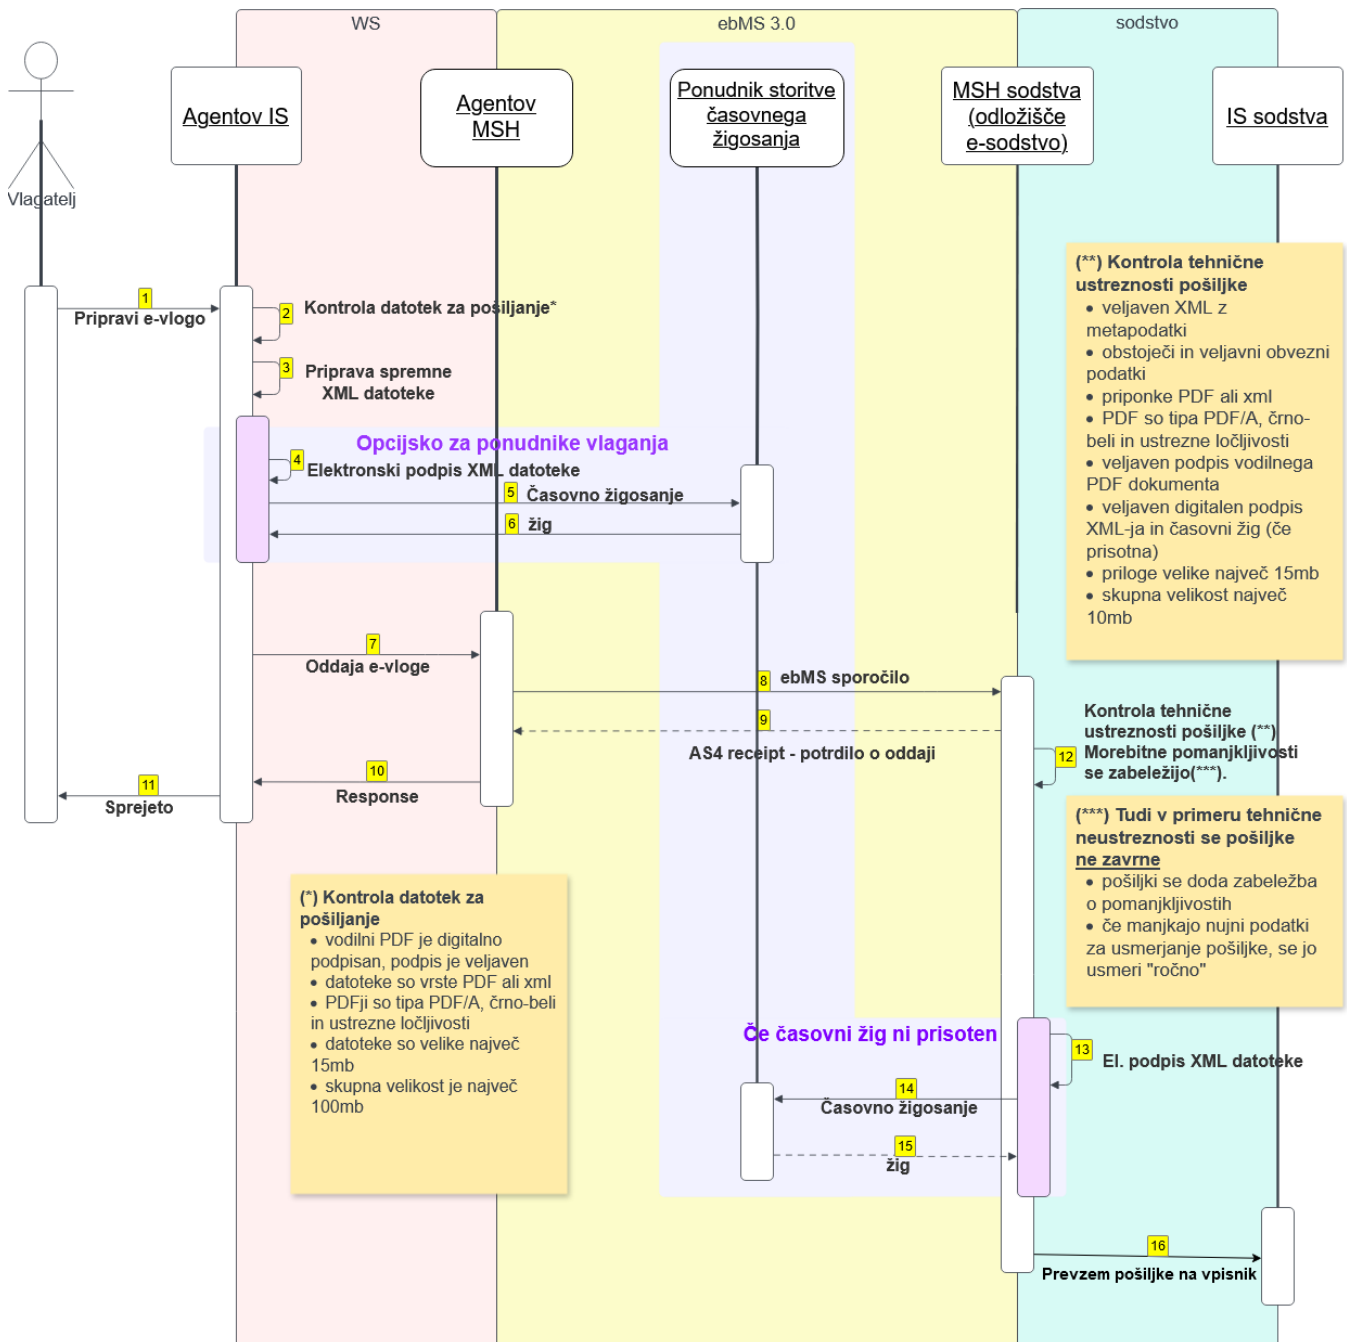 WS
ebMS 3.0
sodstvo
Vlagatelj
Agentov IS
Agentov
MSH
Ponudnik storitve
časovnega
žigosanja
MSH sodstva
(odložišče
e-sodstvo)
IS sodstva
1
Pripravi e-vlogo
2
Kontrola datotek za pošiljanje*
3
Priprava spremne
XML datoteke
Opcijsko za ponudnike vlaganja
4
Elektronski podpis XML datoteke
5
Časovno žigosanje
6
žig
(**) Kontrola tehnične
ustreznosti pošiljke
• veljaven XML z
metapodatki
• obstoječi in veljavni obvezni
podatki
• priponke PDF ali xml
• PDF so tipa PDF/A, črno-
beli in ustrezne ločljivosti
• veljaven podpis vodilnega
PDF dokumenta
• veljaven digitalen podpis
XML-ja in časovni žig (če
prisotna)
• priloge velike največ 15mb
• skupna velikost največ
10mb
7
Oddaja e-vloge
8
ebMS sporočilo
9
AS4 receipt - potrdilo o oddaji
10
Response
11
Sprejeto
Kontrola tehnične
ustreznosti pošiljke (**)
12
Morebitne pomanjkljivosti
se zabeležijo(***).
(***) Tudi v primeru tehnične
neustreznosti se pošiljke
ne zavrne
• pošiljki se doda zabeležba
o pomanjkljivostih
• če manjkajo nujni podatki
za usmerjanje pošiljke, se jo
usmeri "ročno"
(*) Kontrola datotek za
pošiljanje
• vodilni PDF je digitalno
podpisan, podpis je veljaven
• datoteke so vrste PDF ali xml
• PDFji so tipa PDF/A, črno-beli
in ustrezne ločljivosti
• datoteke so velike največ
15mb
• skupna velikost je največ
100mb
Če časovni žig ni prisoten
13
El. podpis XML datoteke
14
Časovno žigosanje
15
žig
16
Prevzem pošiljke na vpisnik